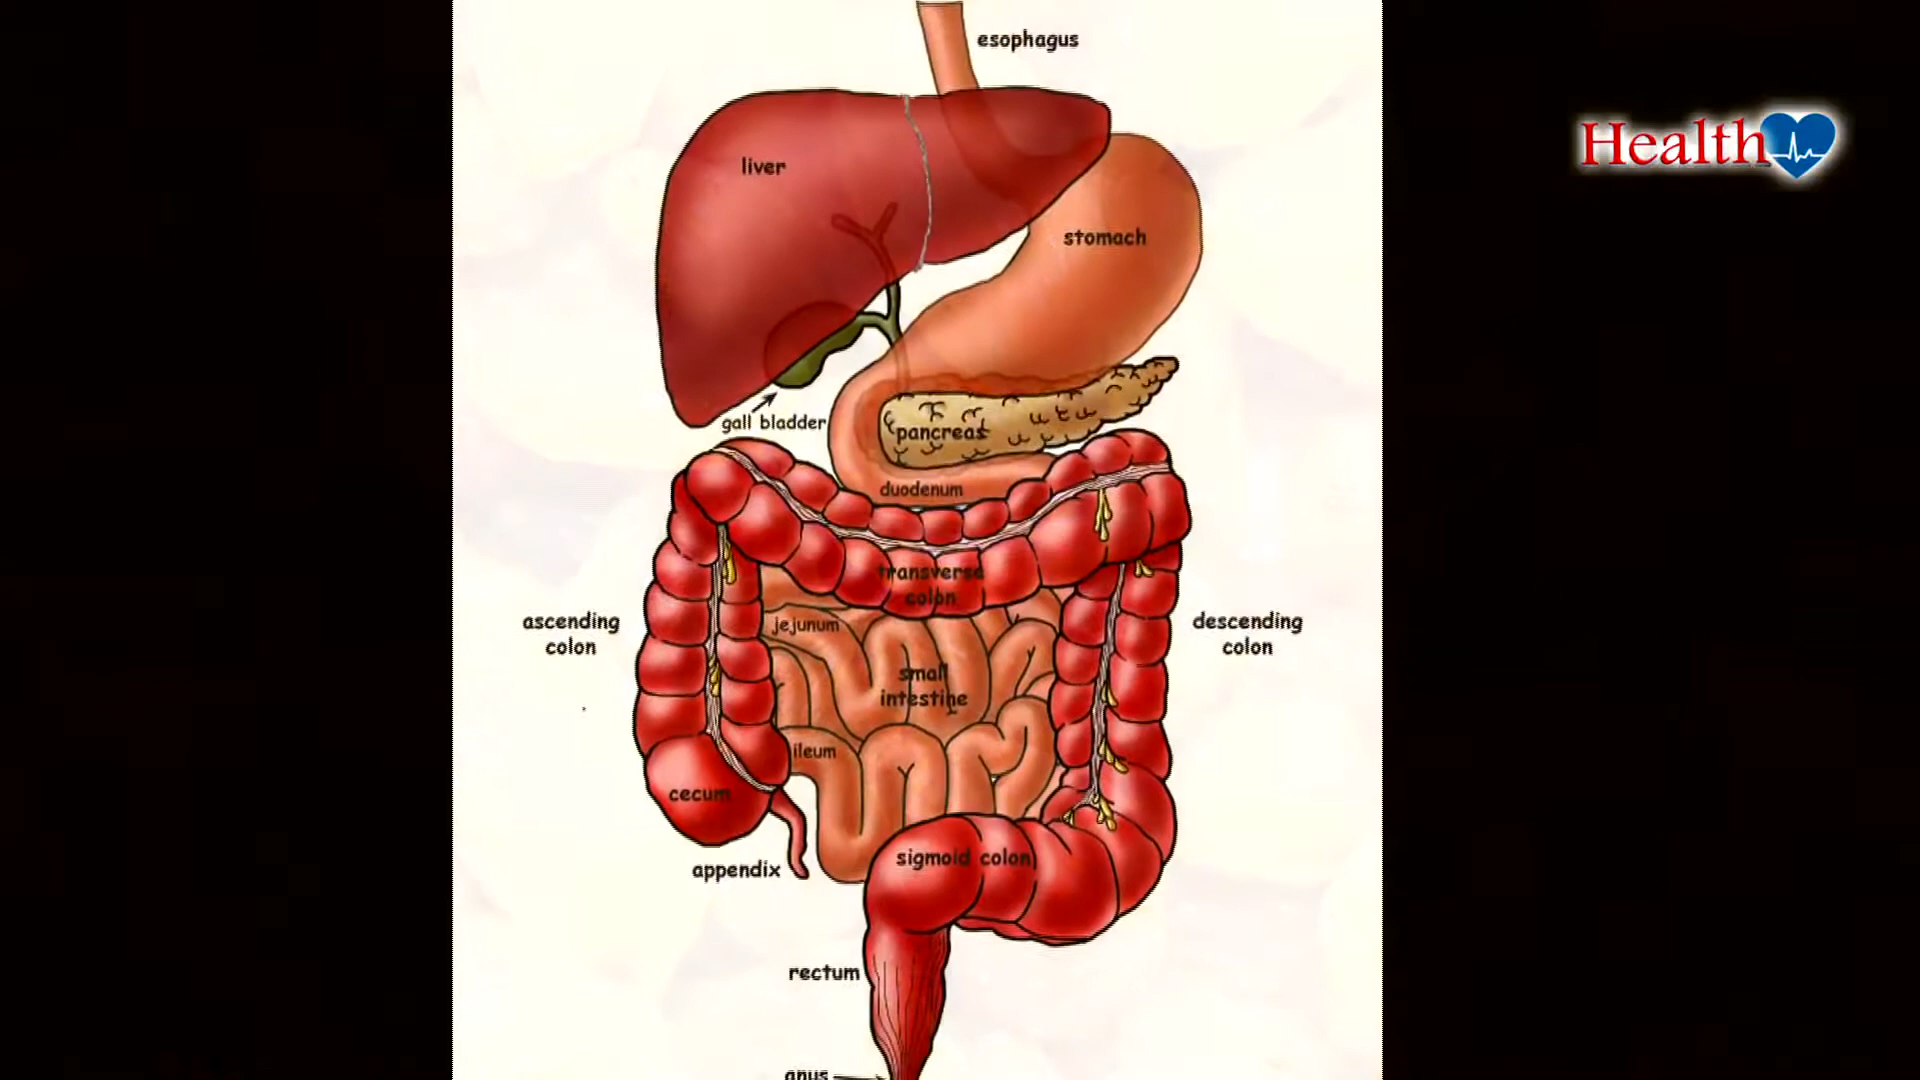 esophagus
Health
liver
stomach
gall bladder
pancreas
duodenum
transverse
colon
ascending
colon
jejunum
descending
colon
small
intestine
ileum
cecum
sigmoid colon
appendix
rectum
anus